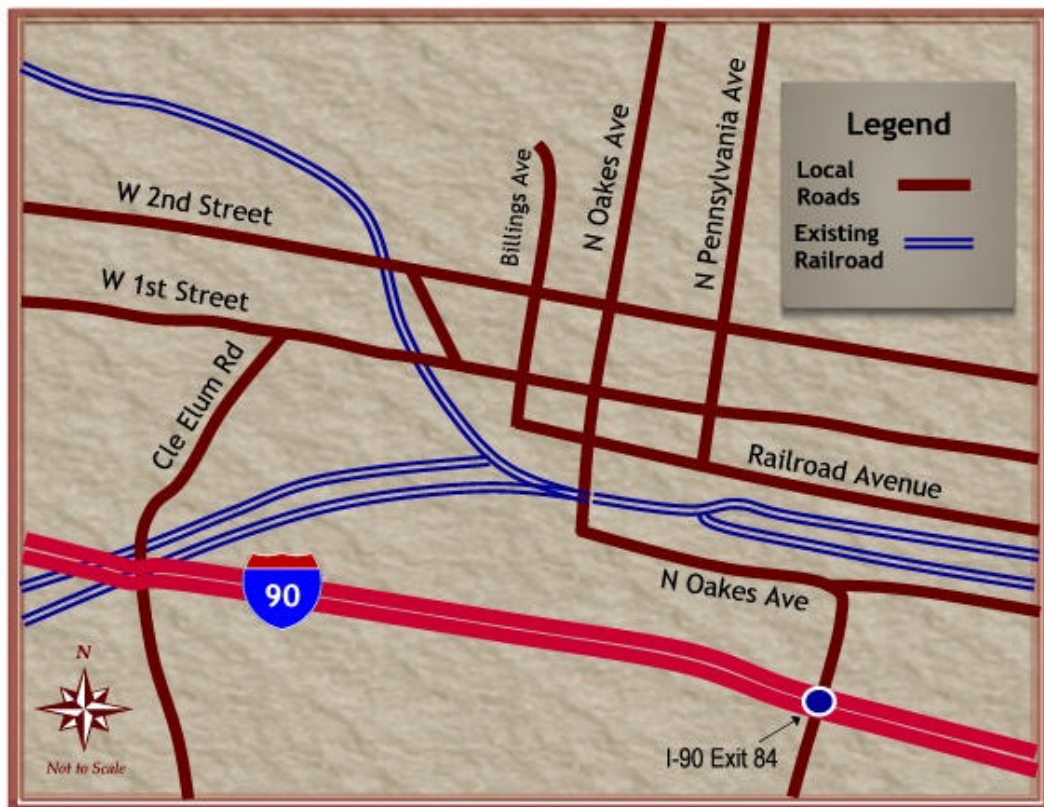 W 2nd Street
W 1st Street
Cle Elum Rd
Billings Ave
N Oakes Ave
N Pennsylvania Ave
Legend
Local
Roads
Existing
Railroad
Railroad Avenue
90
N Oakes Ave
I-90 Exit 84
N
Not to Scale